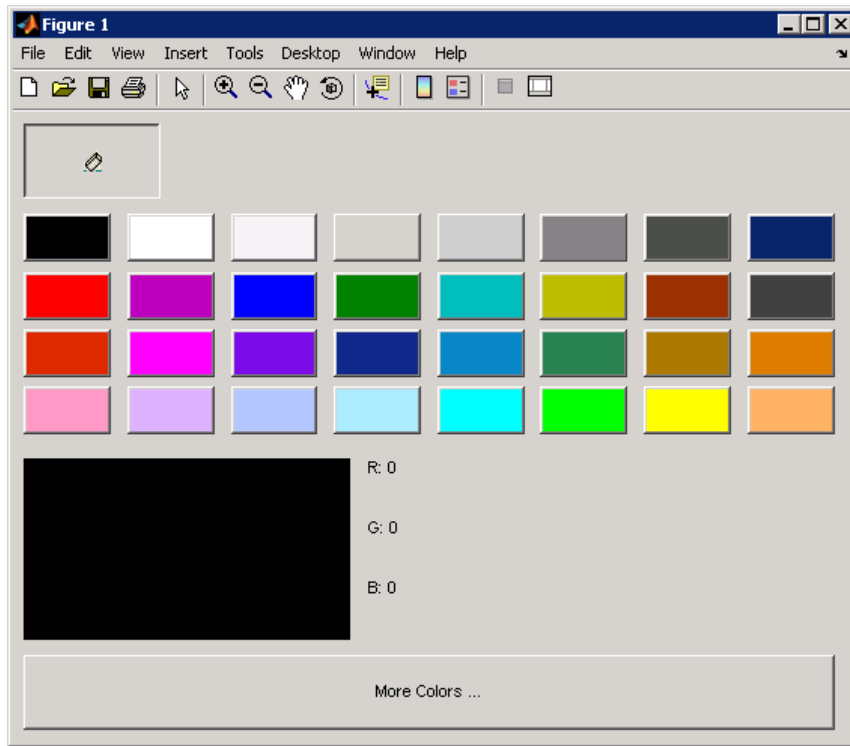 Figure 1
File Edit View Insert Tools Desktop Window Help
R: 0
G: 0
B: 0
More Colors ...